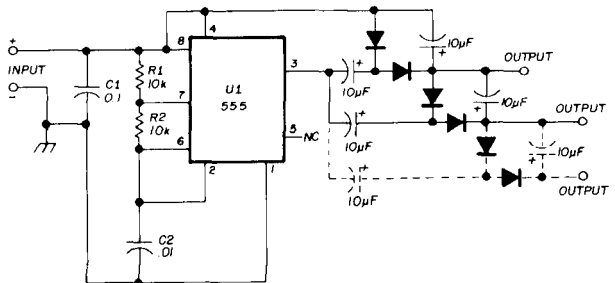 +
INPUT
-
C1
0.1
R1
10k
R2
10k
C2
.01
8
4
7
6
2
1
3
5
U1
555
NC
10µF
+
10µF
+
OUTPUT
10µF
+
10µF
+
OUTPUT
10µF
+
10µF
+
OUTPUT